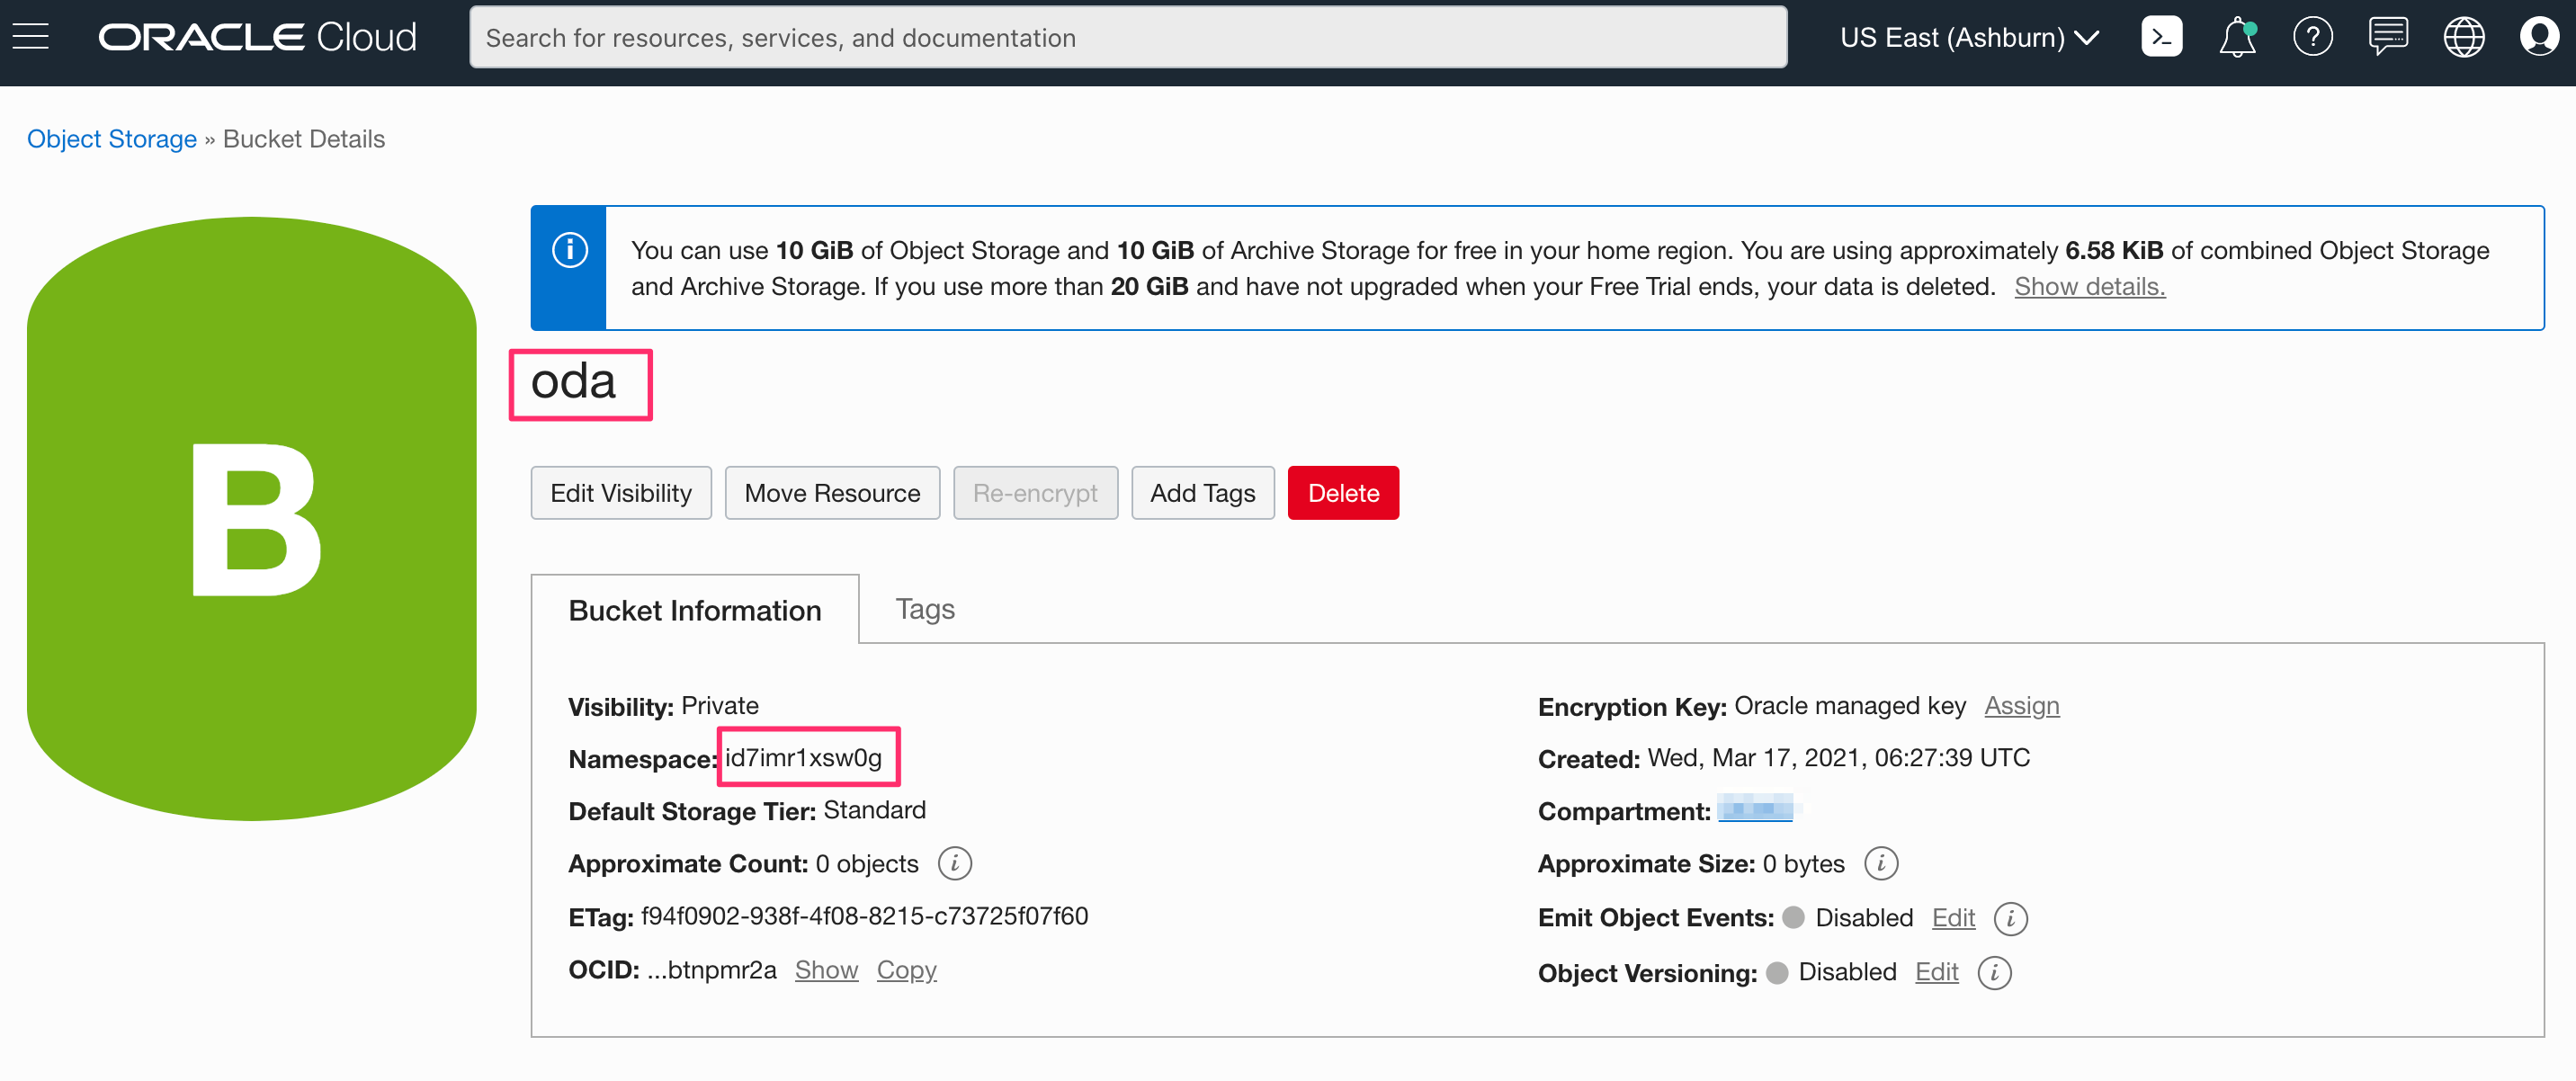 ORACLE Cloud
Search for resources, services, and documentation
US East (Ashburn)
Object Storage » Bucket Details
B
You can use 10 GiB of Object Storage and 10 GiB of Archive Storage for free in your home region. You are using approximately 6.58 KiB of combined Object Storage
and Archive Storage. If you use more than 20 GiB and have not upgraded when your Free Trial ends, your data is deleted. Show details.
oda
Edit Visibility Move Resource Re-encrypt Add Tags Delete
Bucket Information Tags
Visibility: Private
Namespace: id7imr1xsw0g
Default Storage Tier: Standard
Approximate Count: 0 objects
ETag: f94f0902-938f-4f08-8215-c73725f07f60
OCID: ...btnpmr2a Show Copy
Encryption Key: Oracle managed key Assign
Created: Wed, Mar 17, 2021, 06:27:39 UTC
Compartment:
Approximate Size: 0 bytes
Emit Object Events: Disabled Edit
Object Versioning: Disabled Edit